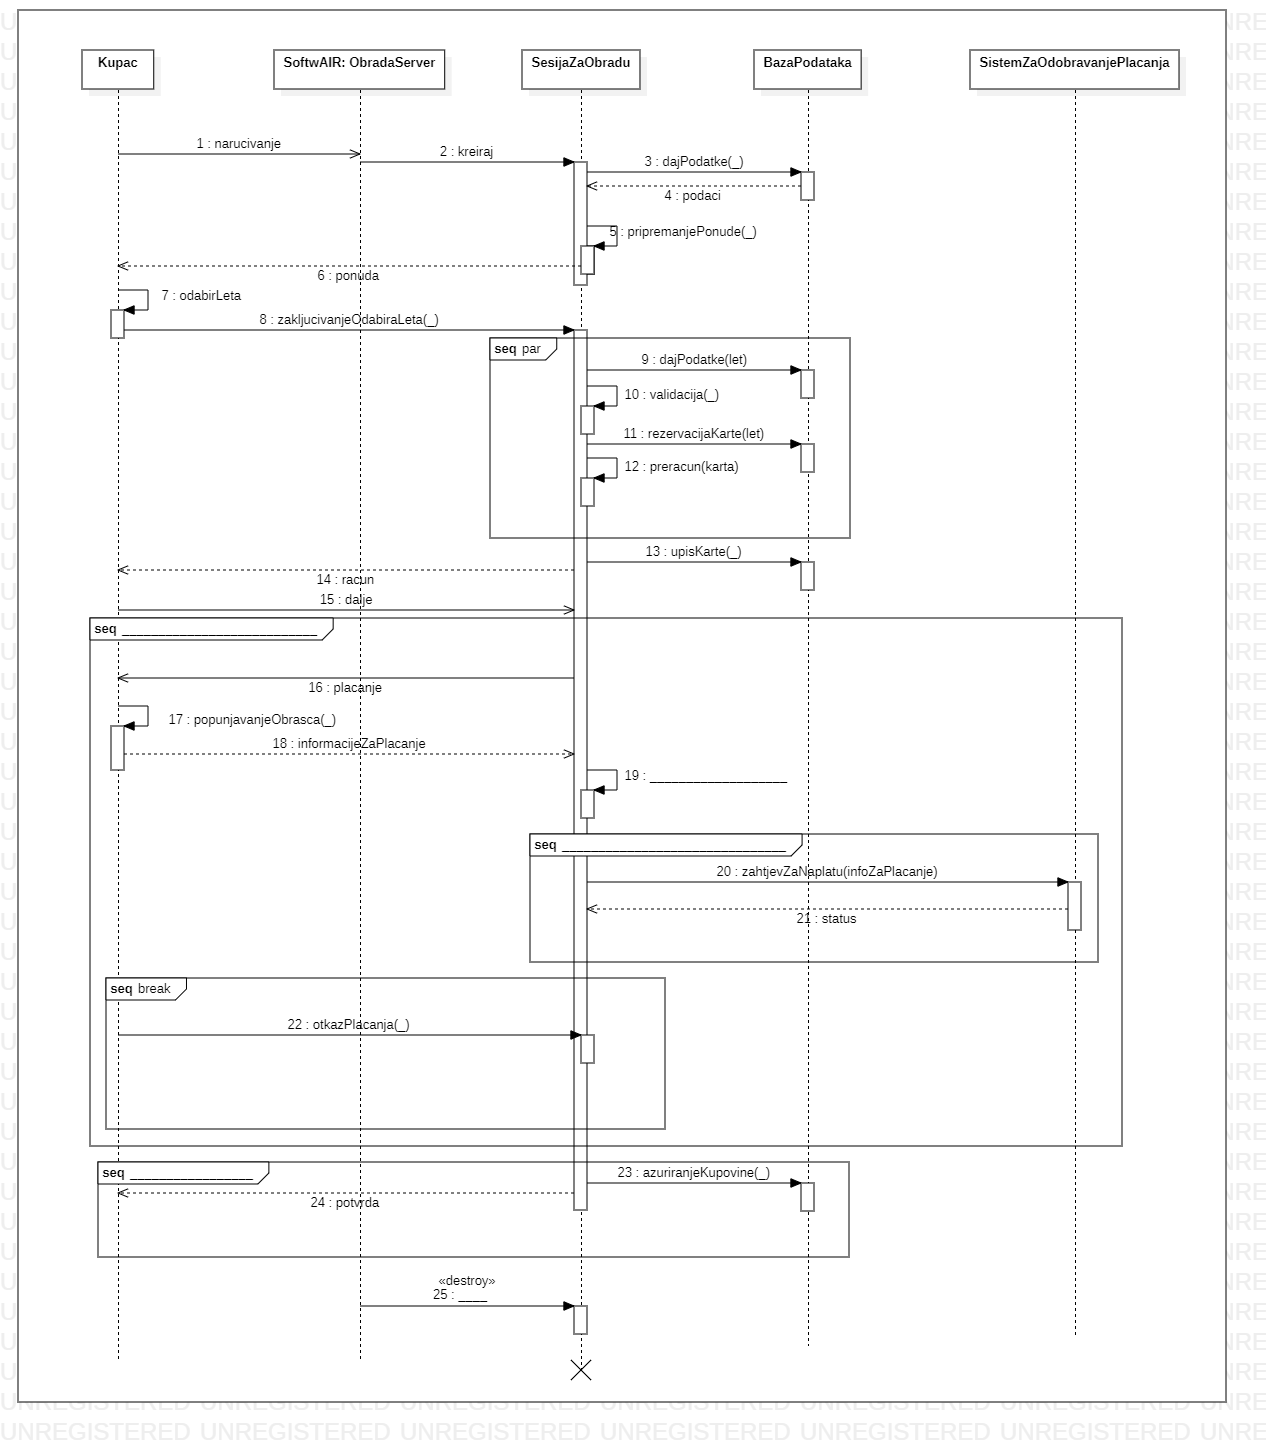 Kupac
SoftwAIR: ObradaServer
SesijaZaObradu
BazaPodataka
SistemZaOdobravanjePlacanja
1 : narucivanje
2 : kreiraj
3 : dajPodatke(_)
4 : podaci
5 : pripremanjePonude(_)
6 : ponuda
7 : odabirLeta
8 : zakljucivanjeOdabiraLeta(_)
seq par
9 : dajPodatke(let)
10 : validacija(_)
11 : rezervacijaKarte(let)
12 : preracun(karta)
13 : upisKarte(_)
14 : racun
15 : dalje
seq ___________________________
16 : placanje
17 : popunjavanjeObrasca(_)
18 : informacijeZaPlacanje
19 : ___________________
seq _______________________________
20 : zahtjevZaNaplatu(infoZaPlacanje)
21 : status
seq break
22 : otkazPlacanja(_)
seq _________________
23 : azuriranjeKupovine(_)
24 : potvrda
«destroy»
25 : ____
UNREGISTERED UNREGISTERED UNREGISTERED UNREGISTERED UNREGISTERED UNREGISTERED UNRE